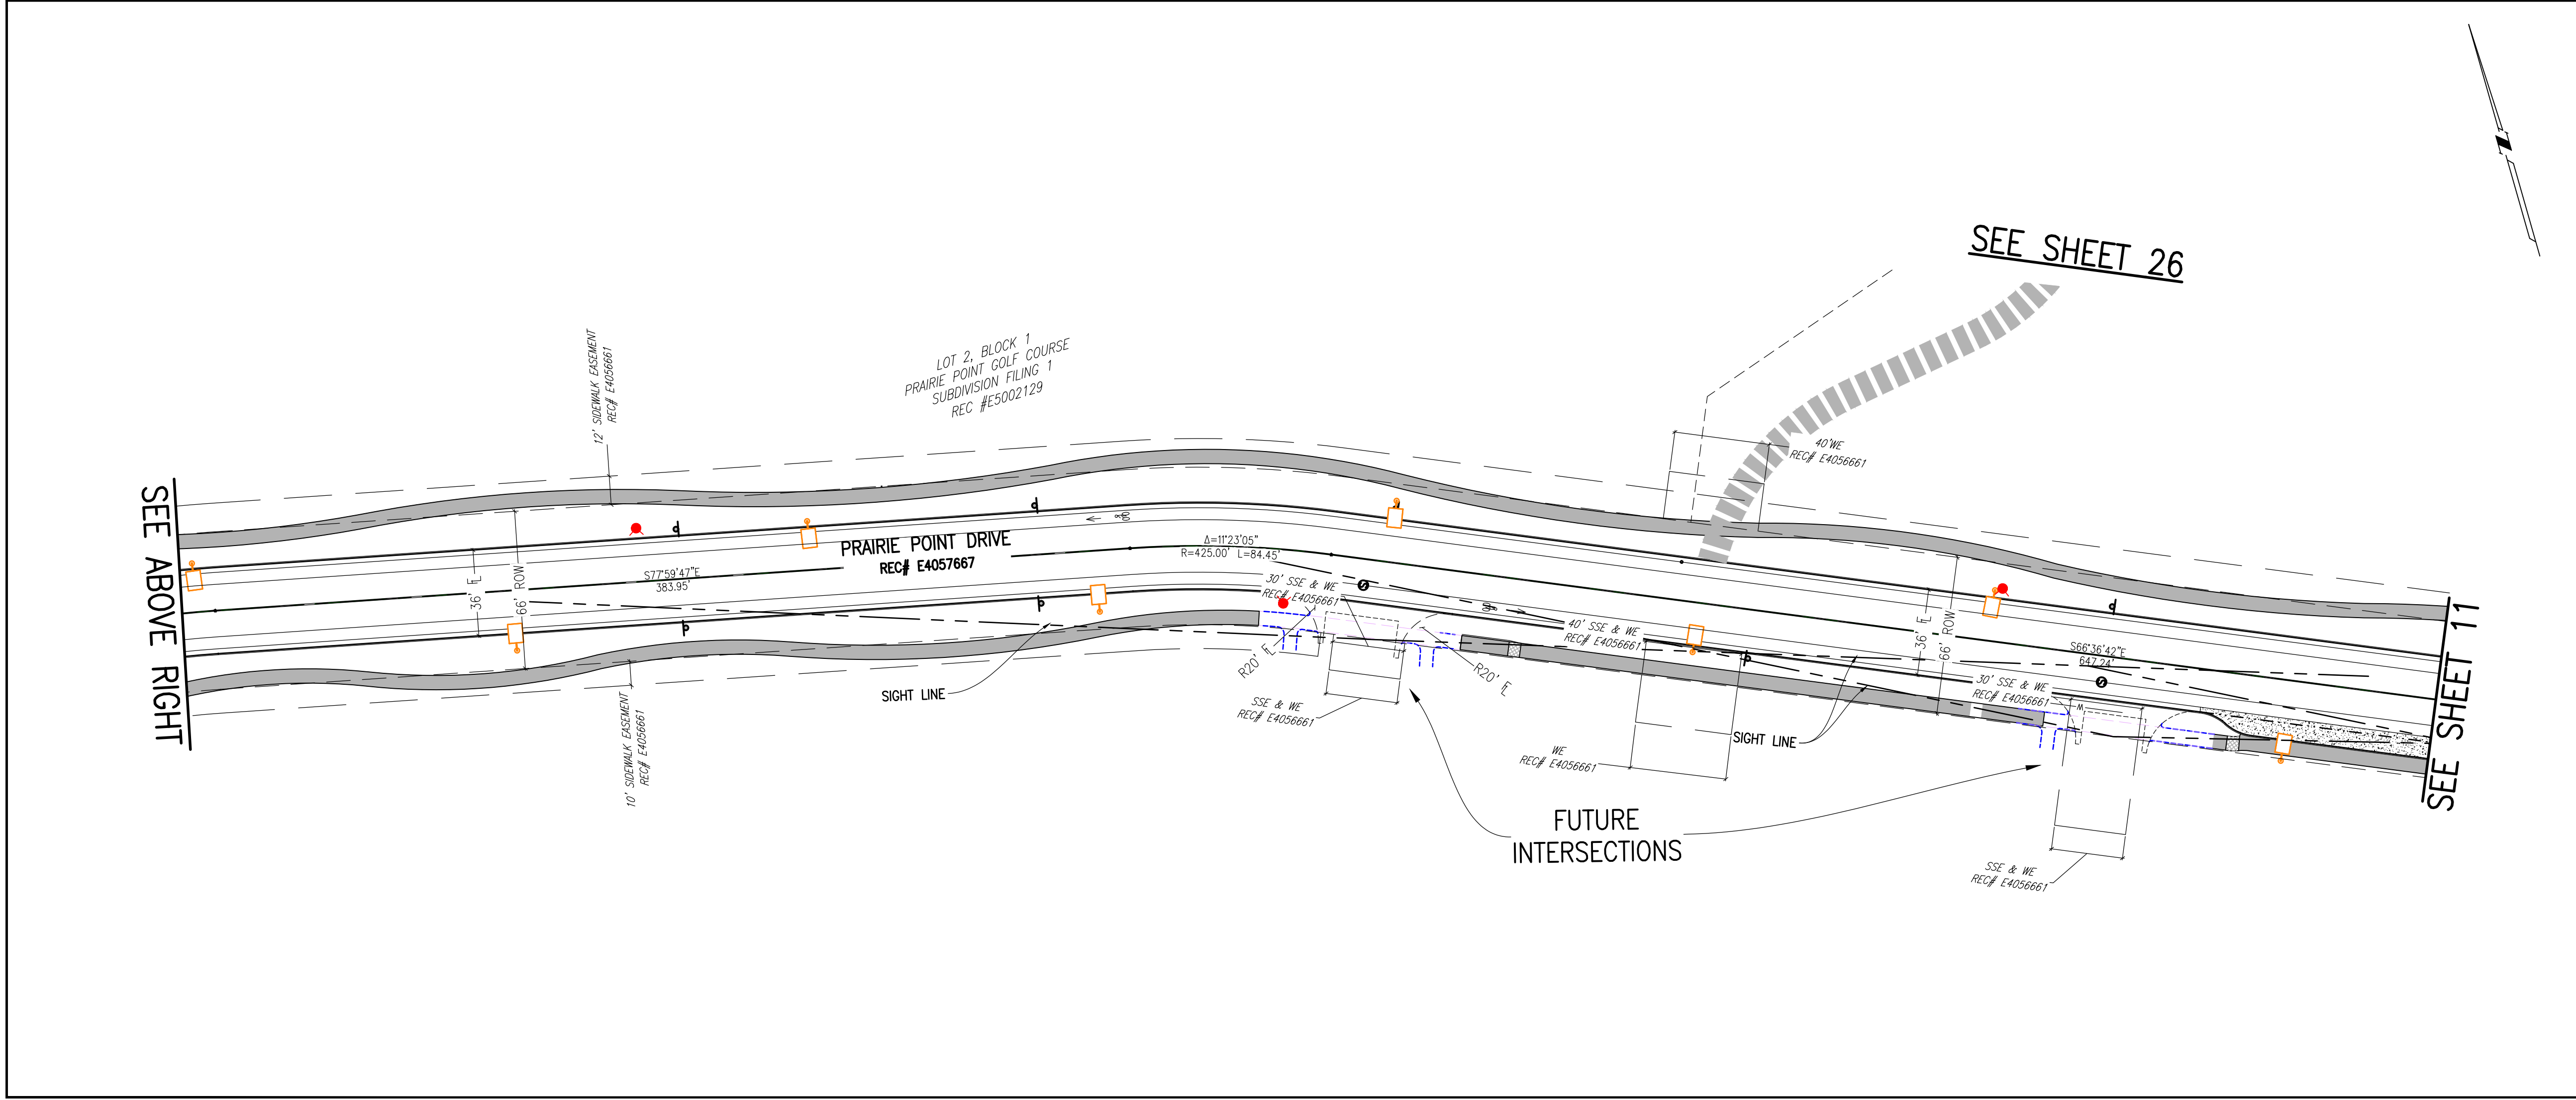 SEE SHEET 26
12' SIDEWALK EASEMENT
REC# E4056661
LOT 2, BLOCK 1
PRAIRIE POINT GOLF COURSE
SUBDIVISION FILING 1
REC #E5002129
40'WE
REC# E4056661
SEE ABOVE RIGHT
PRAIRIE POINT DRIVE
REC# E4057667
S77°59'47"E
383.95'
36' FL
66' ROW
Δ=11°23'05"
R=425.00' L=84.45'
30' SSE & WE
REC# E4056661
40' SSE & WE
REC# E4056661
36' FL
66' ROW
S66°36'42"E
647.24'
30' SSE & WE
REC# E4056661
W
SEE SHEET 11
R20' FL
R20' FL
SIGHT LINE
10' SIDEWALK EASEMENT
REC# E4056661
SSE & WE
REC# E4056661
WE
REC# E4056661
SIGHT LINE
FUTURE
INTERSECTIONS
SSE & WE
REC# E4056661